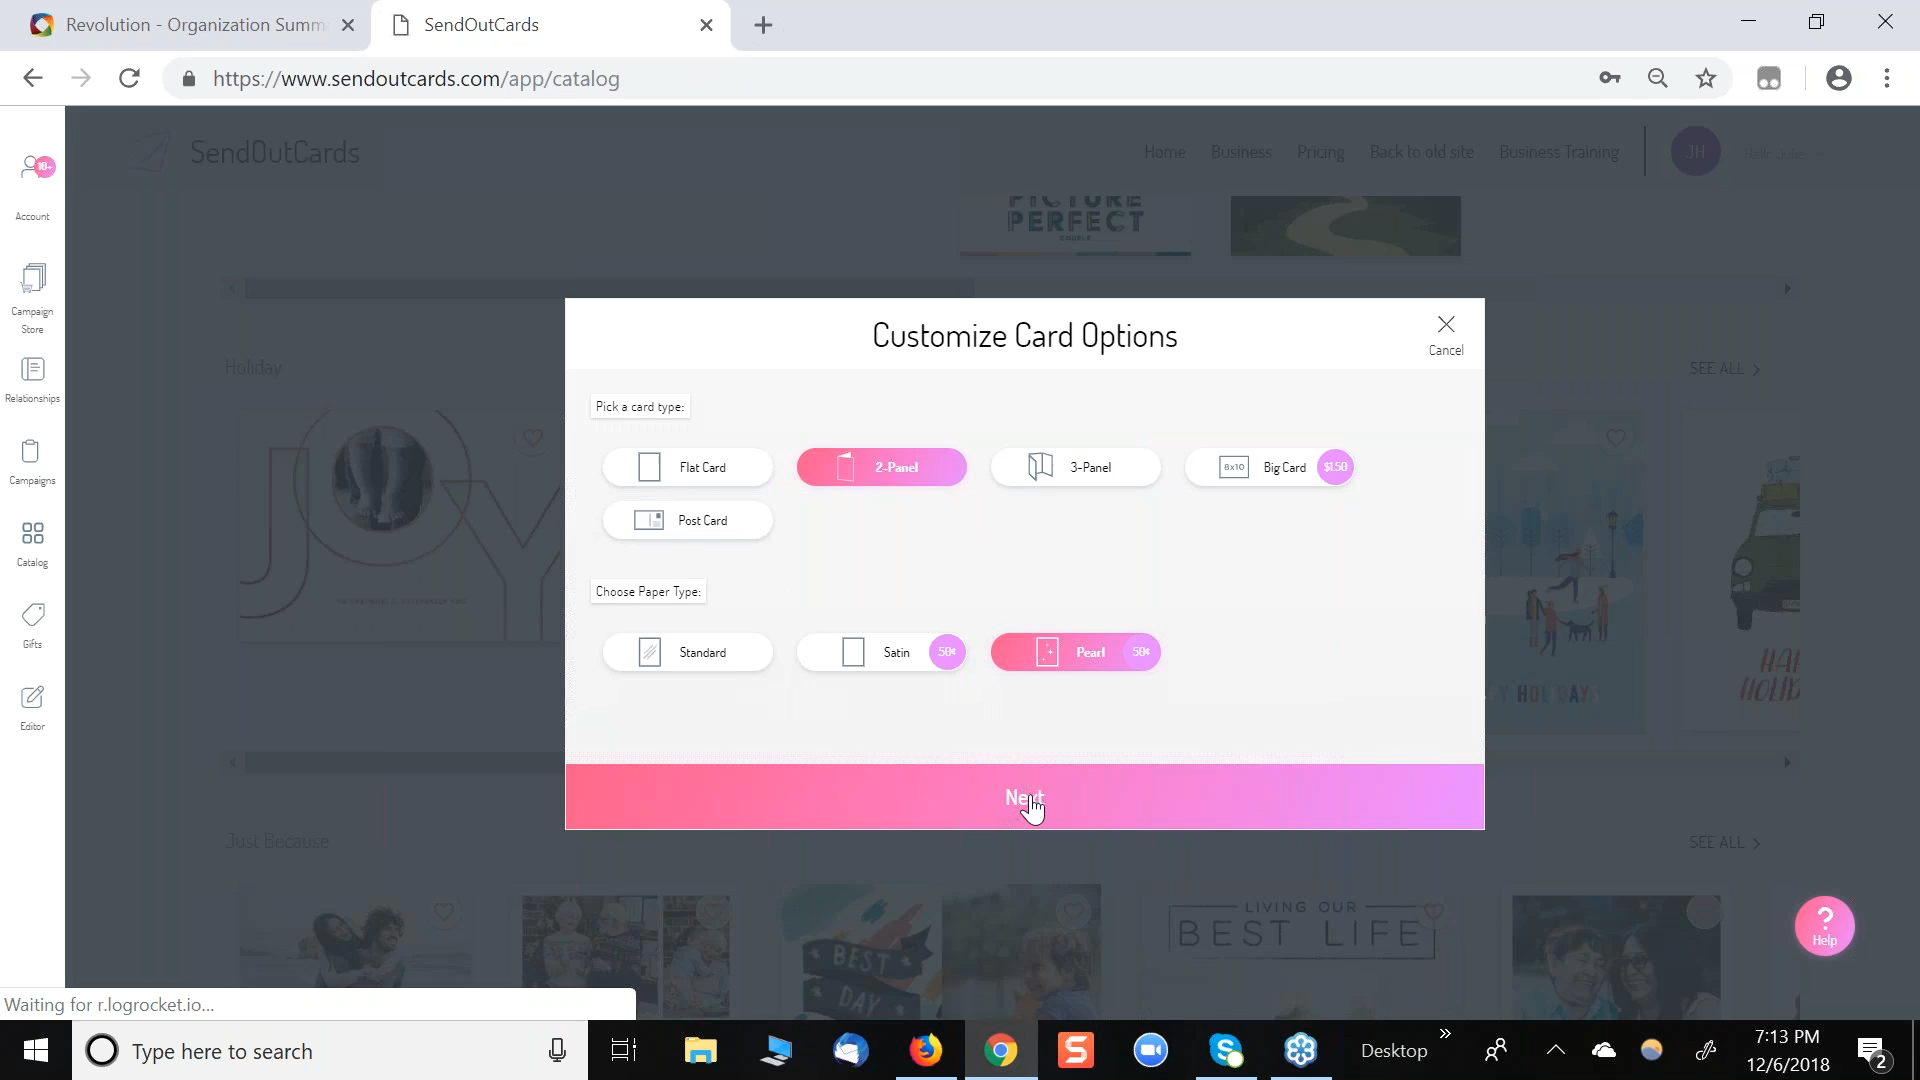 Revolution - Organization Summ
SendOutCards
https://www.sendoutcards.com/app/catalog
10+
Account
Campaign
Store
Relationships
Campaigns
Catalog
Gifts
Editor
SendOutCards
Home
Business
Pricing
Back to old site
Business Training
JH
PICTURE
PERFECT
Holiday
SEE ALL
JOY
Customize Card Options
Cancel
Pick a card type:
Flat Card
2-Panel
3-Panel
8x10
Big Card
$1.50
Post Card
Choose Paper Type:
Standard
Satin
50¢
Pearl
50¢
Next
Just Because
SEE ALL
BEST
DAY
LIVING OUR
BEST LIFE
?
Help
Waiting for r.logrocket.io...
Type here to search
S
Desktop
7:13 PM
12/6/2018
2